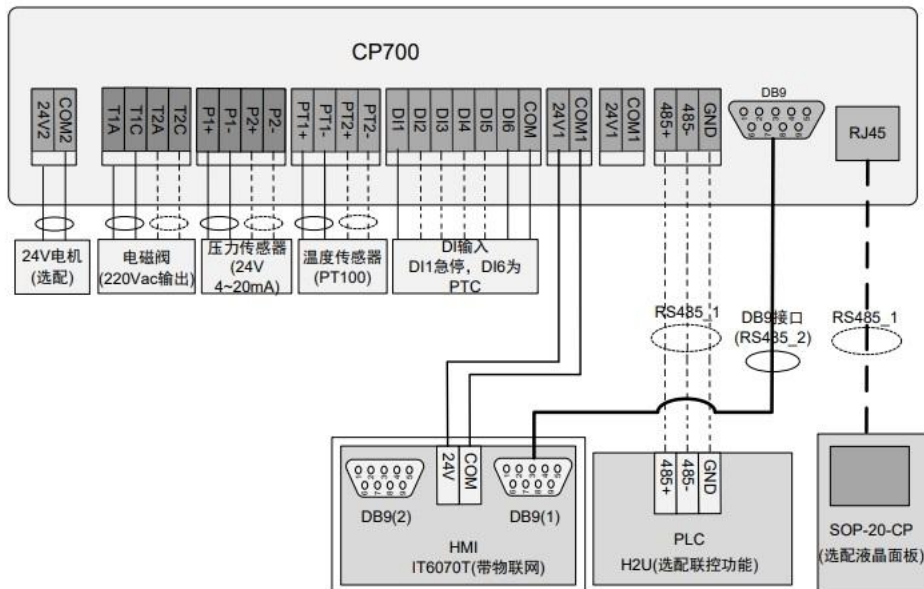 CP700
24V2
COM2
T1A
T1C
T2A
T2C
P1+
P1-
P2+
P2-
PT1+
PT1-
PT2+
PT2-
DI1
DI2
DI3
DI4
DI5
DI6
COM
24V1
COM1
24V1
COM1
485+
485-
GND
DB9
RJ45
24V电机
(选配)
电磁阀
(220Vac输出)
压力传感器
(24V
4~20mA)
温度传感器
(PT100)
DI输入
DI1急停，DI6为
PTC
RS485_1
DB9接口
(RS485_2)
RS485_1
24V
COM
DB9(2)
DB9(1)
HMI
IT6070T(带物联网)
485+
485-
GND
PLC
H2U(选配联控功能)
SOP-20-CP
(选配液晶面板)